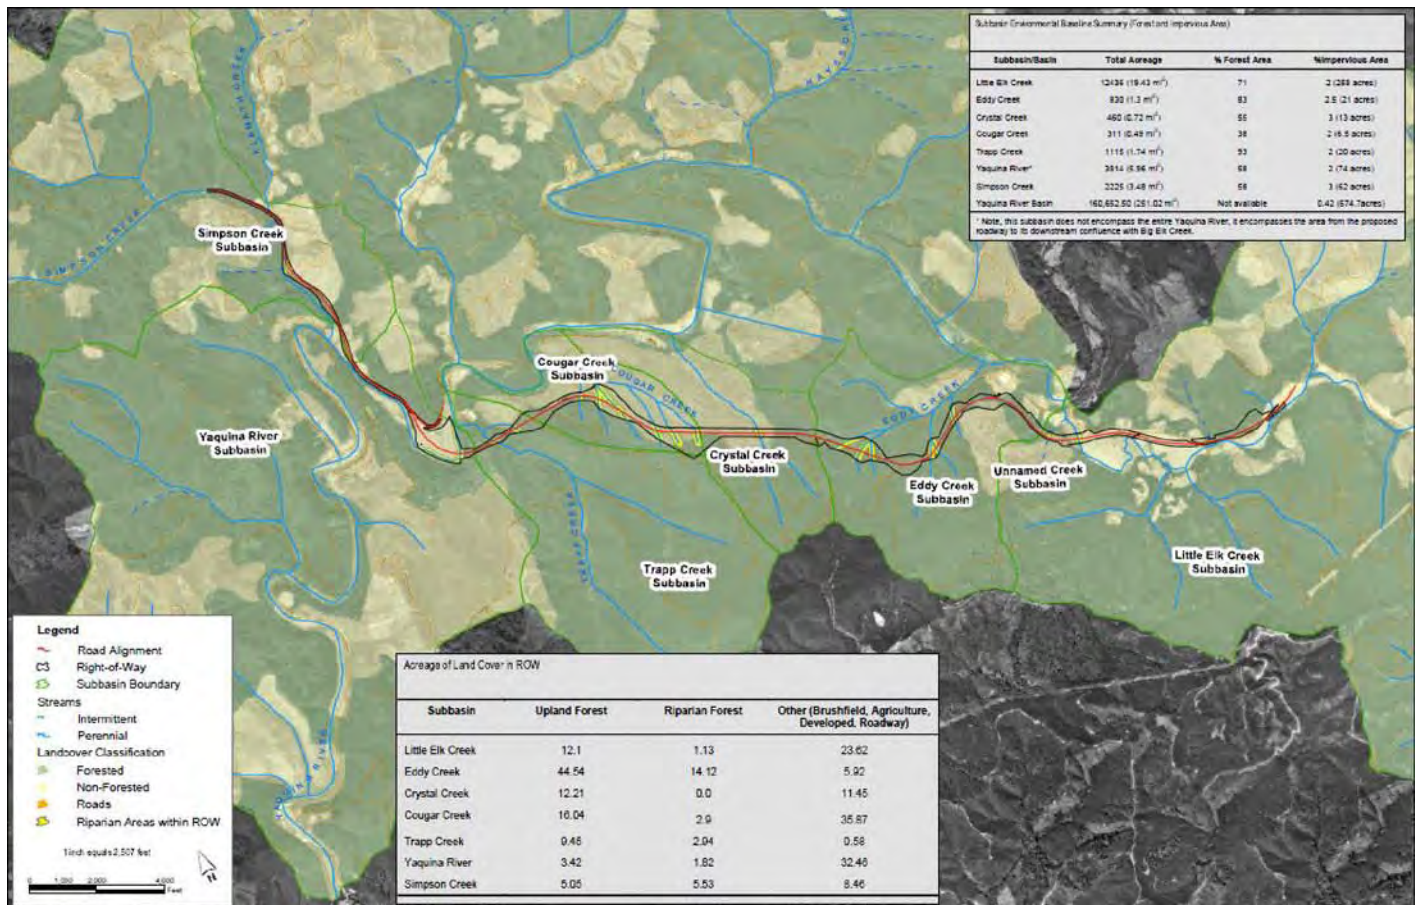 Subbasin Environmental Baseline Summary (Forest and Impervious Area)
Subbasin/Basin Total Acreage % Forest Area %Impervious Area
Little Elk Creek 12436 (19.43 mi²) 71 2 (258 acres)
Eddy Creek 830 (1.3 mi²) 83 2.5 (21 acres)
Crystal Creek 460 (0.72 mi²) 55 3 (13 acres)
Cougar Creek 311 (0.49 mi²) 38 2 (6.5 acres)
Trapp Creek 1115 (1.74 mi²) 93 2 (20 acres)
Yaquina River* 3814 (5.96 mi²) 58 2 (74 acres)
Simpson Creek 2225 (3.48 mi²) 58 3 (62 acres)
Yaquina River Basin 160,652.50 (251.02 mi²) Not available 0.42 (674.7acres)
* Note, this subbasin does not encompass the entire Yaquina River, it encompasses the area from the proposed
roadway to its downstream confluence with Big Elk Creek.
SIMPSON CREEK
Simpson Creek
Subbasin
Cougar Creek
Subbasin
COUGAR CREEK
EDDY CREEK
Yaquina River
Subbasin
Crystal Creek
Subbasin
Eddy Creek
Subbasin
Unnamed Creek
Subbasin
TRAPP CREEK
Trapp Creek
Subbasin
Little Elk Creek
Subbasin
YAQUINA RIVER
Legend
Road Alignment
Right-of-Way
Subbasin Boundary
Streams
Intermittent
Perennial
Landcover Classification
Forested
Non-Forested
Roads
Riparian Areas within ROW
1 inch equals 2,507 feet
N
0 1,000 2,000 4,000
Feet
Acreage of Land Cover in ROW
Subbasin Upland Forest Riparian Forest Other (Brushfield, Agriculture,
Developed, Roadway)
Little Elk Creek 12.1 1.13 23.62
Eddy Creek 44.54 14.12 5.92
Crystal Creek 12.21 0.0 11.45
Cougar Creek 16.04 2.9 35.87
Trapp Creek 9.45 2.94 0.58
Yaquina River 3.42 1.82 32.46
Simpson Creek 5.05 5.53 8.46